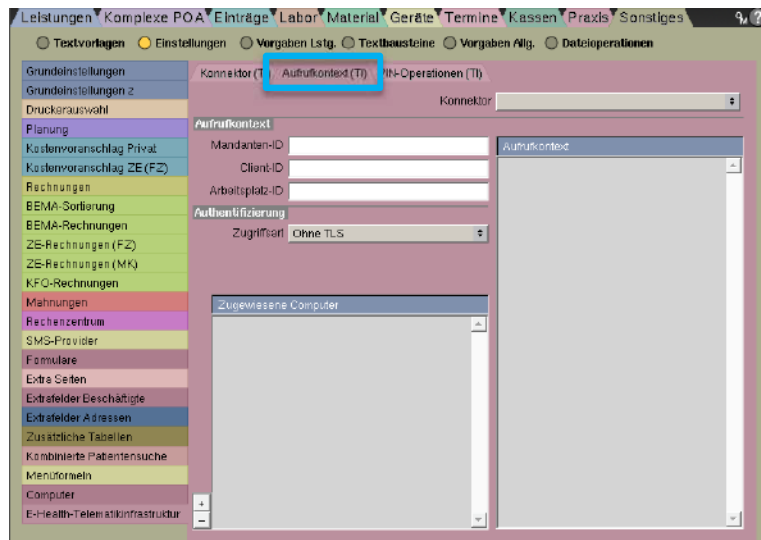 Leistungen Komplexe POA Einträge Labor Material Geräte Termine Kassen Praxis Sonstiges
Textvorlagen Einstellungen Vorgaben Lstg. Textbausteine Vorgaben Allg. Dateioperationen
Konnektor (T Aufrufkontext (TI) PIN-Operationen (TI)
Konnektor
Grundeinstellungen
Grundeinstellungen 2
Druckerauswahl
Planung
Kostenvoranschlag Privat
Kostenvoranschlag ZE (FZ)
Rechnungen
BEMA-Sortierung
BEMA-Rechnungen
ZE-Rechnungen (FZ)
ZE-Rechnungen (MK)
KFO-Rechnungen
Mahnungen
Rechenzentrum
SMS-Provider
Formulare
Extra Seiten
Extrafelder Beschäftigte
Extrafelder Adressen
Zusätzliche Tabellen
Kombinierte Patientensuche
Menüformeln
Computer
E-Health-Telematikinfrastruktur
Aufrufkontext
Mandanten-ID
Client-ID
Arbeitsplatz-ID
Authentifizierung
Zugriffsart Ohne TLS
Zugewiesene Computer
+
−
Aufrufkontext